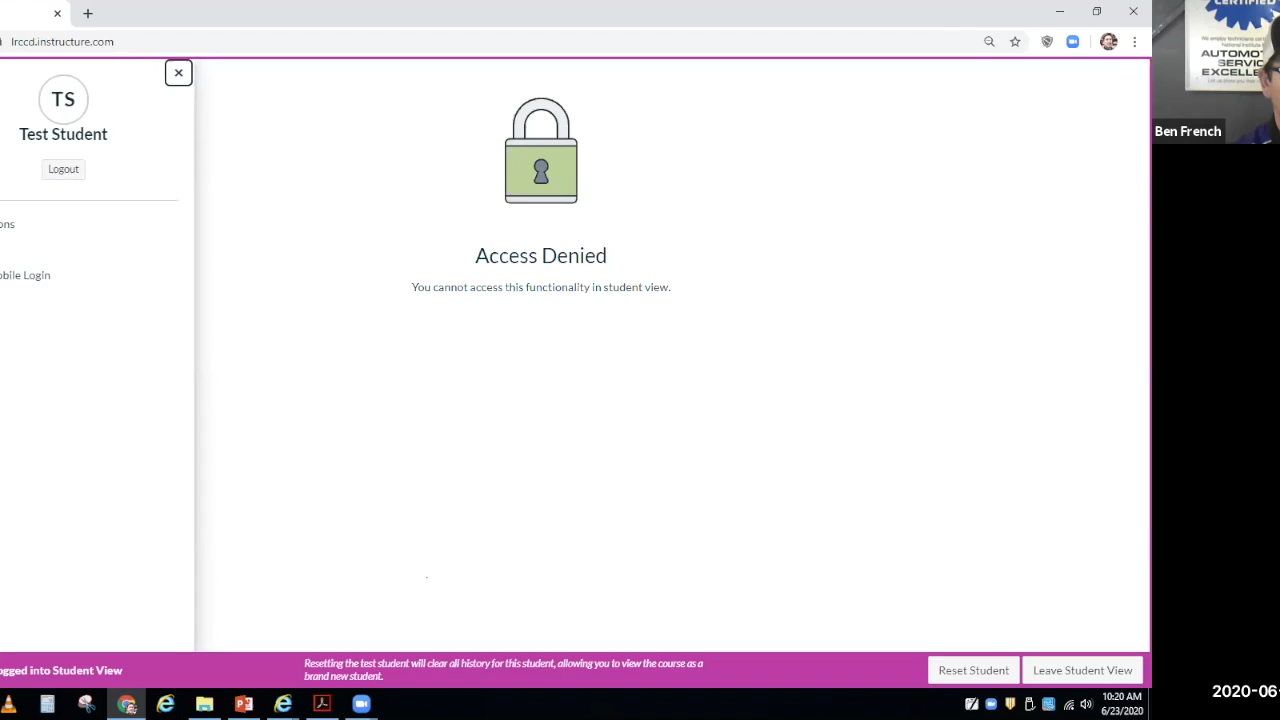 lrccd.instructure.com
TS
Test Student
Logout
ons
obile Login
Access Denied
You cannot access this functionality in student view.
ogged into Student View
Resetting the test student will clear all history for this student, allowing you to view the course as a
brand new student.
Reset Student
Leave Student View
10:20 AM
6/23/2020
CERTIFIED
AUTOMOT
SERVIC
EXCELLE
Ben French
2020-06-